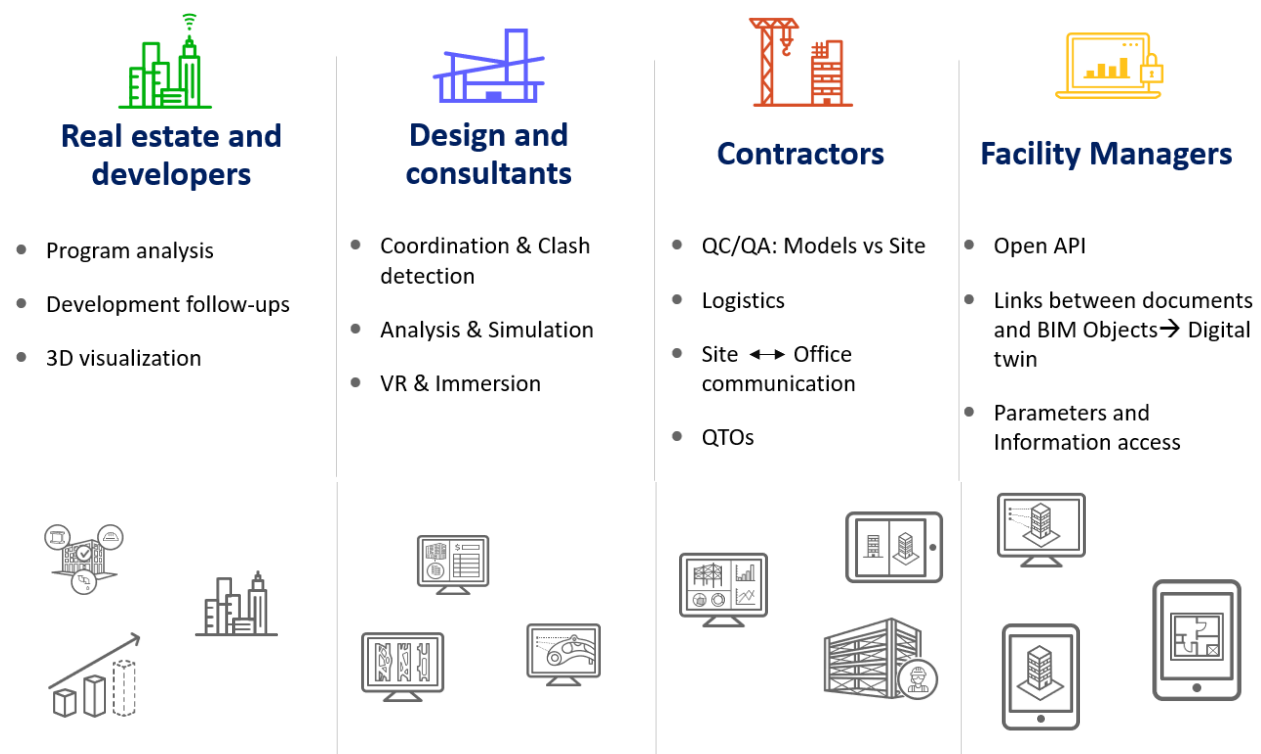 Real estate and
developers
• Program analysis
• Development follow-ups
• 3D visualization
Design and
consultants
• Coordination & Clash
detection
• Analysis & Simulation
• VR & Immersion
Contractors
• QC/QA: Models vs Site
• Logistics
• Site ↔ Office
communication
• QTOs
Facility Managers
• Open API
• Links between documents
and BIM Objects→ Digital
twin
• Parameters and
Information access
$